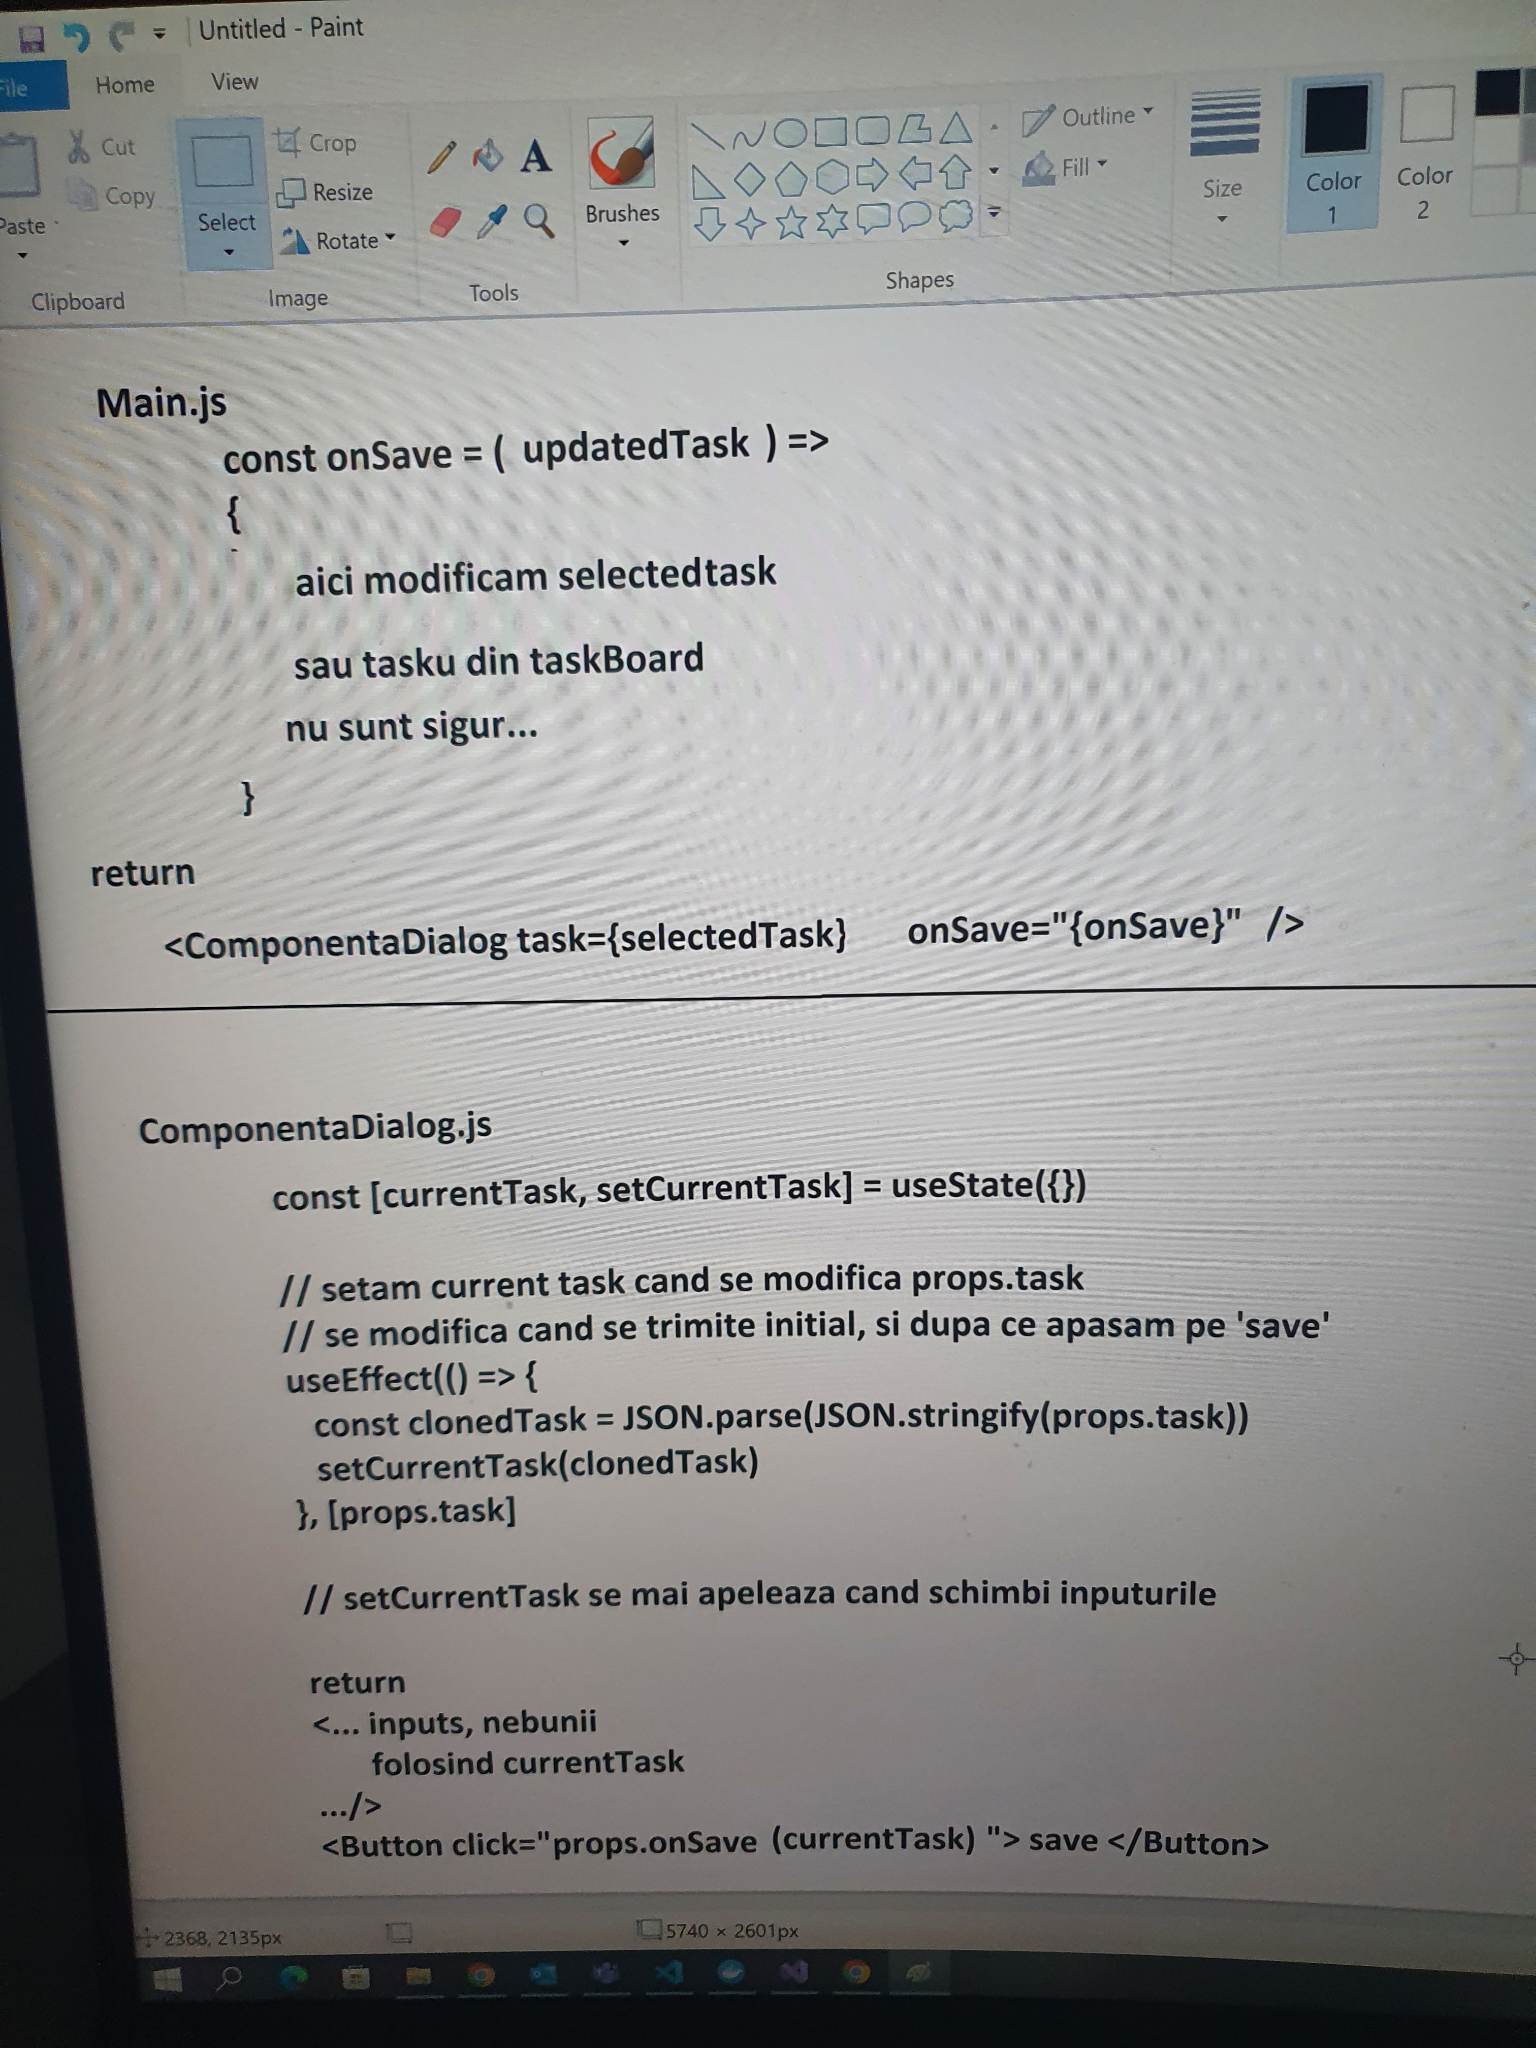 Untitled - Paint
File
Home
View
Paste
Cut
Copy
Clipboard
Select
Crop
Resize
Rotate
Image
A
Tools
Brushes
Shapes
Outline
Fill
Size
Color
1
Color
2
Main.js
const onSave = ( updatedTask ) =>
{
aici modificam selectedtask
sau tasku din taskBoard
nu sunt sigur...
}
return
<ComponentaDialog task={selectedTask} onSave="{onSave}" />
ComponentaDialog.js
const [currentTask, setCurrentTask] = useState({})
// setam current task cand se modifica props.task
// se modifica cand se trimite initial, si dupa ce apasam pe 'save'
useEffect(() => {
const clonedTask = JSON.parse(JSON.stringify(props.task))
setCurrentTask(clonedTask)
}, [props.task]
// setCurrentTask se mai apeleaza cand schimbi inputurile
return
<... inputs, nebunii
folosind currentTask
.../>
<Button click="props.onSave (currentTask) "> save </Button>
2368, 2135px
5740 × 2601px